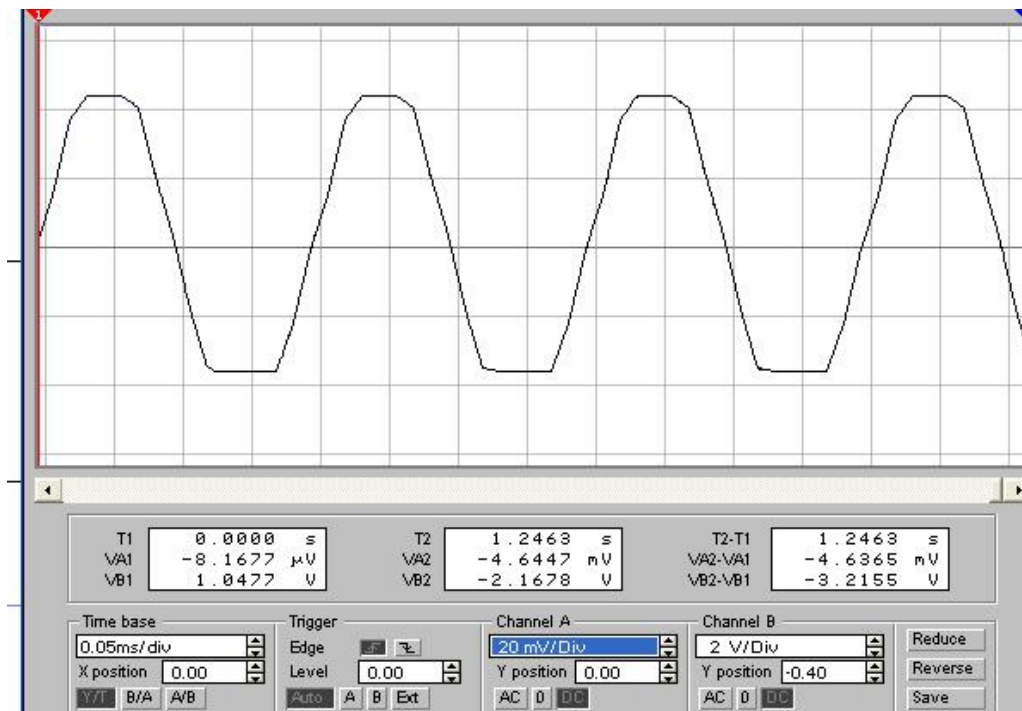 1
T1 0.0000 s T2 1.2463 s T2-T1 1.2463 s
VA1 -8.1677 μV VA2 -4.6447 mV VA2-VA1 -4.6365 mV
VB1 1.0477 V VB2 -2.1678 V VB2-VB1 -3.2155 V
Time base Trigger Channel A Channel B
0.05ms/div Edge 20 mV/Div 2 V/Div Reduce
X position 0.00 Level 0.00 Y position 0.00 Y position -0.40 Reverse
Y/T B/A A/B Auto A B Ext AC 0 DC AC 0 DC Save